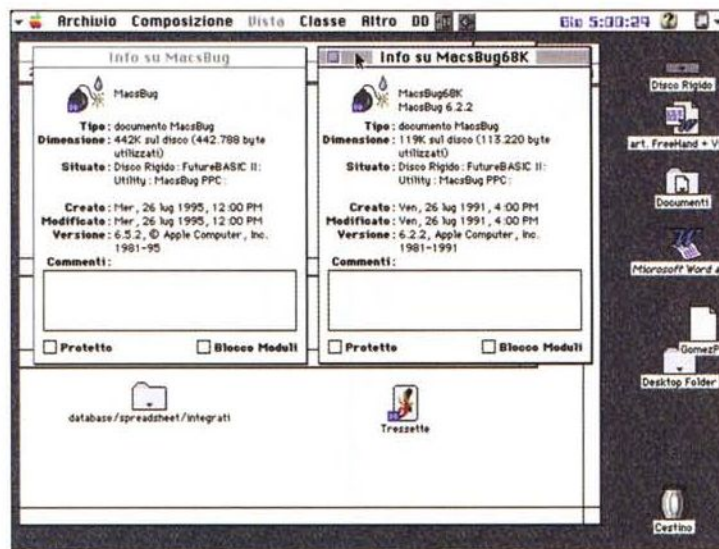 Archivio Composizione Vista Classe Altro DD
Gio 5:00:29
Info su MacsBug
MacsBug
Tipo: documento MacsBug
Dimensione: 442K sul disco (442.788 byte
utilizzati)
Situato: Disco Rigido: FutureBASIC II:
Utility: MacsBug PPC:
Creato: Mer, 26 lug 1995, 12:00 PM
Modificato: Mer, 26 lug 1995, 12:00 PM
Versione: 6.5.2, © Apple Computer, Inc.
1981-95
Commenti:
Protetto
Blocco Moduli
Info su MacsBug68K
MacsBug68K
MacsBug 6.2.2
Tipo: documento MacsBug
Dimensione: 119K sul disco (113.220 byte
utilizzati)
Situato: Disco Rigido: FutureBASIC II:
Utility: MacsBug PPC:
Creato: Ven, 26 lug 1991, 4:00 PM
Modificato: Ven, 26 lug 1991, 4:00 PM
Versione: 6.2.2, Apple Computer, Inc.
1981-1991
Commenti:
Protetto
Blocco Moduli
database/spreadsheet/integrati
Tressette
Disco Rigido
art. FreeHand + V
Documenti
Microsoft Word
GomezP
Desktop Folder
Cestino